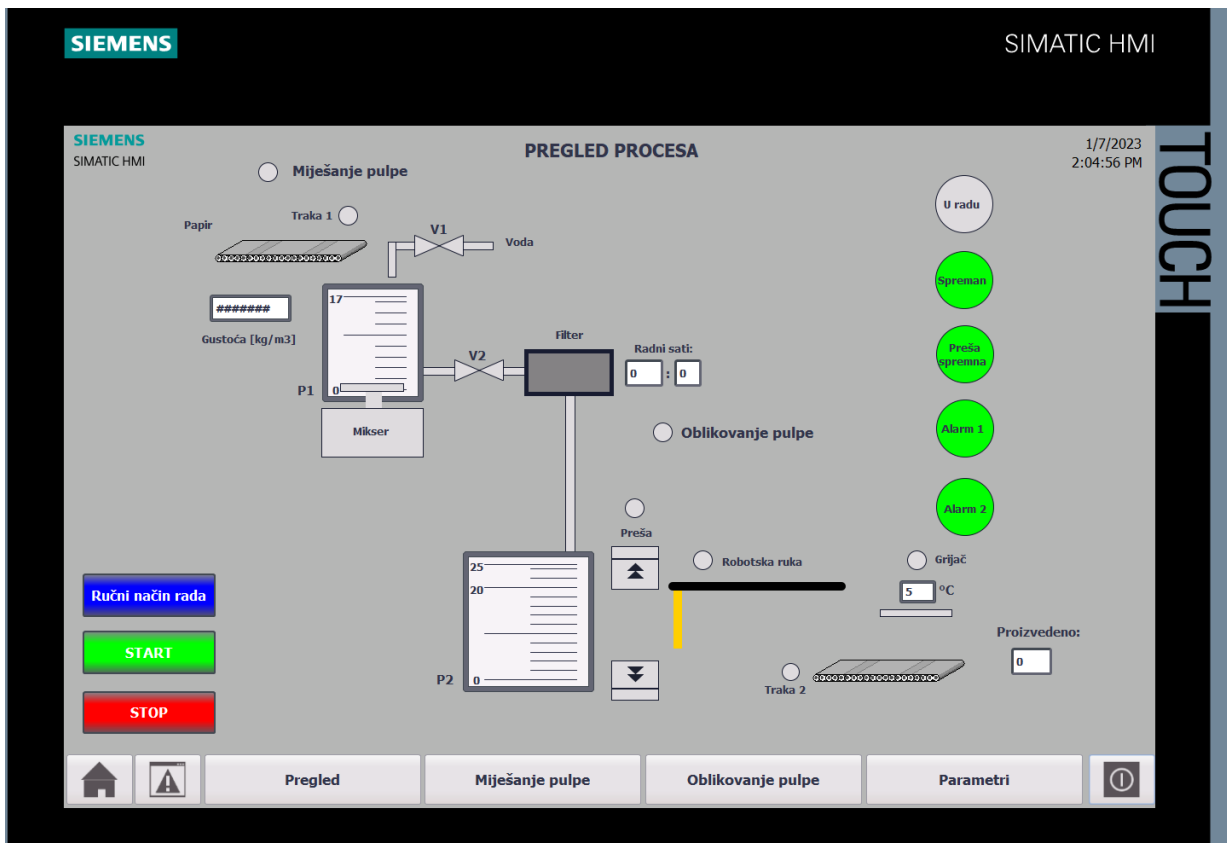 SIEMENS
SIMATIC HMI
TOUCH
SIEMENS
SIMATIC HMI
PREGLED PROCESA
1/7/2023
2:04:56 PM
Miješanje pulpe
U radu
Traka 1
Papir
V1
Voda
Spreman
17
#######
Gustoća [kg/m3]
Filter
V2
Radni sati:
0 : 0
Preša
spremna
P1
0
Mikser
Oblikovanje pulpe
Alarm 1
Alarm 2
Preša
25
20
Robotska ruka
Grijač
5 °C
Ručni način rada
START
STOP
Proizvedeno:
0
P2
0
Traka 2
Pregled
Miješanje pulpe
Oblikovanje pulpe
Parametri